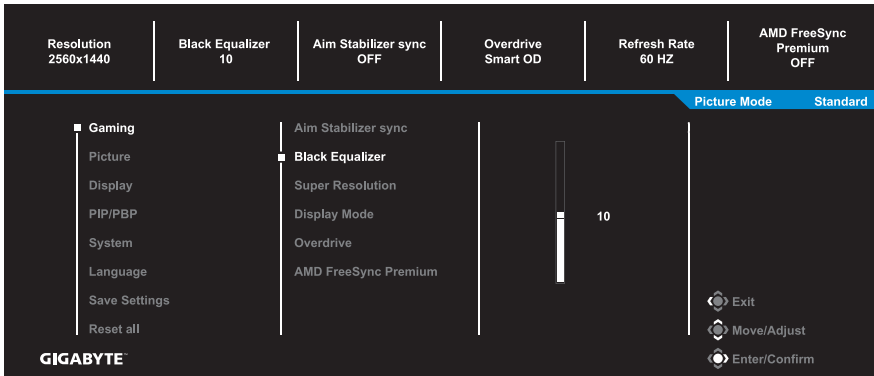 Resolution
2560x1440
Black Equalizer
10
Aim Stabilizer sync
OFF
Overdrive
Smart OD
Refresh Rate
60 HZ
AMD FreeSync
Premium
OFF
Picture Mode Standard
Gaming
Picture
Display
PIP/PBP
System
Language
Save Settings
Reset all
Aim Stabilizer sync
Black Equalizer
Super Resolution
Display Mode
Overdrive
AMD FreeSync Premium
10
Exit
Move/Adjust
Enter/Confirm
GIGABYTE™